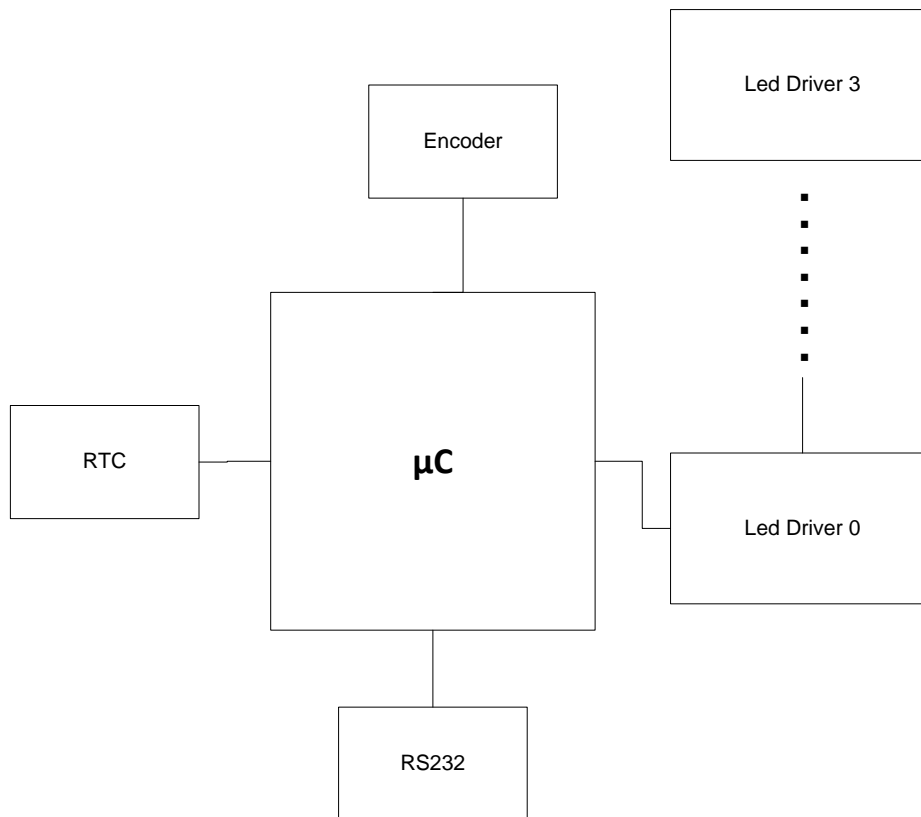 Led Driver 3
Encoder
RTC
µC
Led Driver 0
RS232